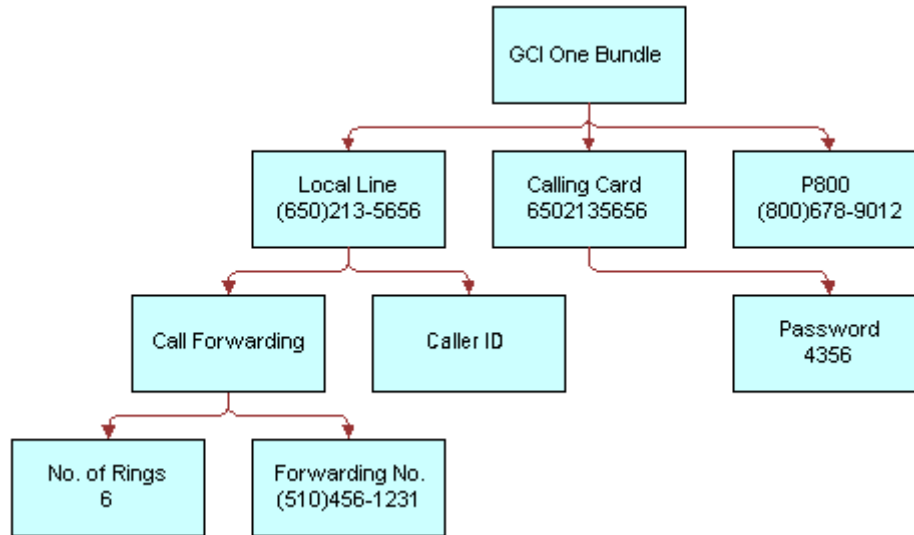 GCI One Bundle
Local Line
(650)213-5656
Calling Card
6502135656
P800
(800)678-9012
Call Forwarding
Caller ID
Password
4356
No. of Rings
6
Forwarding No.
(510)456-1231